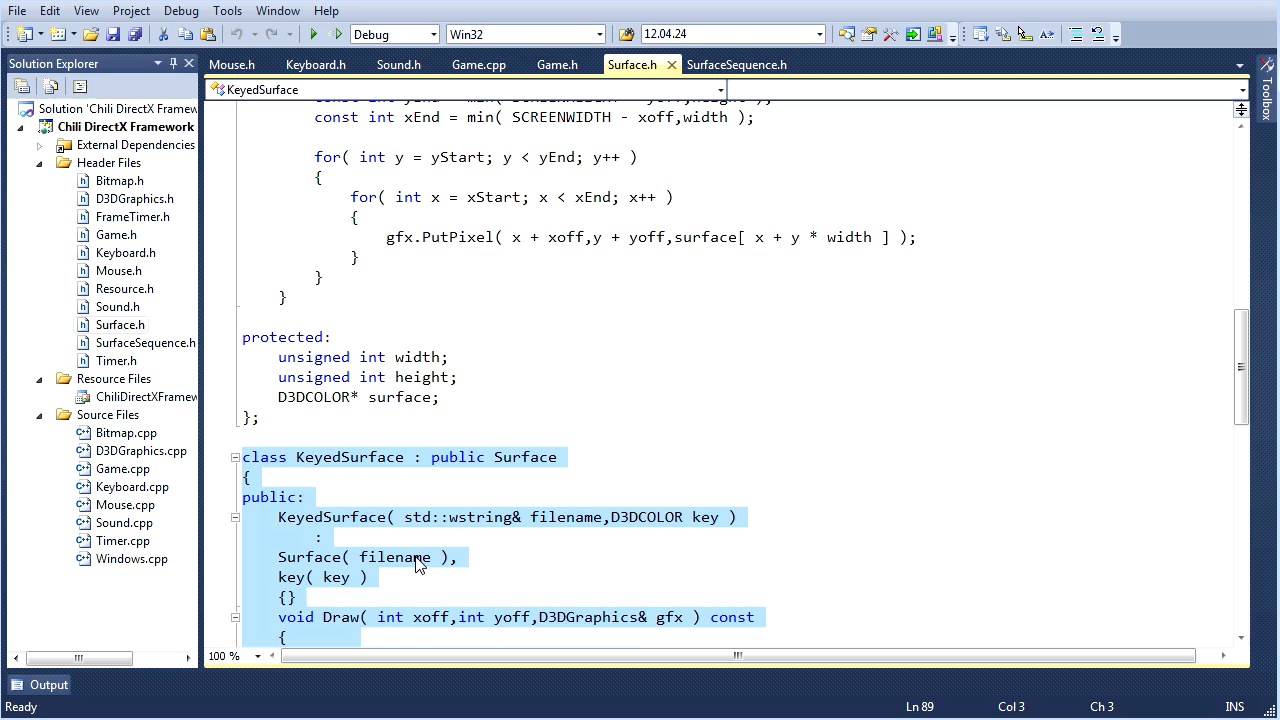 File Edit View Project Debug Tools Window Help
Debug Win32 12.04.24
Solution Explorer
Mouse.h Keyboard.h Sound.h Game.cpp Game.h Surface.h SurfaceSequence.h
KeyedSurface
Solution 'Chili DirectX Framew
Chili DirectX Framework
External Dependencies
Header Files
Bitmap.h
D3DGraphics.h
FrameTimer.h
Game.h
Keyboard.h
Mouse.h
Resource.h
Sound.h
Surface.h
SurfaceSequence.h
Timer.h
Resource Files
ChiliDirectXFramew
Source Files
Bitmap.cpp
D3DGraphics.cpp
Game.cpp
Keyboard.cpp
Mouse.cpp
Sound.cpp
Timer.cpp
Windows.cpp
const int xEnd = min( SCREENWIDTH - xoff,width );
for( int y = yStart; y < yEnd; y++ )
{
for( int x = xStart; x < xEnd; x++ )
{
gfx.PutPixel( x + xoff,y + yoff,surface[ x + y * width ] );
}
}
}
protected:
unsigned int width;
unsigned int height;
D3DCOLOR* surface;
};
class KeyedSurface : public Surface
{
public:
KeyedSurface( std::wstring& filename,D3DCOLOR key )
:
Surface( filename ),
key( key )
{}
void Draw( int xoff,int yoff,D3DGraphics& gfx ) const
{
100 %
Toolbox
Output
Ready Ln 89 Col 3 Ch 3 INS